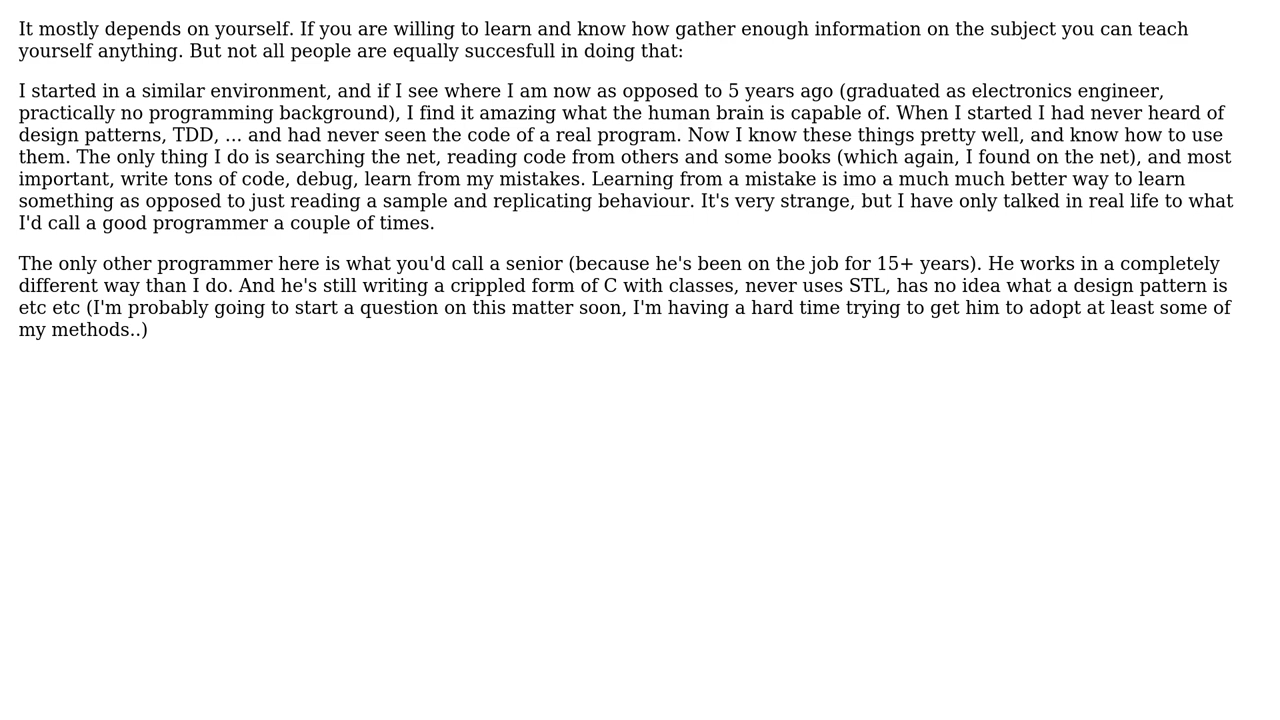 It mostly depends on yourself. If you are willing to learn and know how gather enough information on the subject you can teach
yourself anything. But not all people are equally succesfull in doing that:
I started in a similar environment, and if I see where I am now as opposed to 5 years ago (graduated as electronics engineer,
practically no programming background), I find it amazing what the human brain is capable of. When I started I had never heard of
design patterns, TDD, ... and had never seen the code of a real program. Now I know these things pretty well, and know how to use
them. The only thing I do is searching the net, reading code from others and some books (which again, I found on the net), and most
important, write tons of code, debug, learn from my mistakes. Learning from a mistake is imo a much much better way to learn
something as opposed to just reading a sample and replicating behaviour. It's very strange, but I have only talked in real life to what
I'd call a good programmer a couple of times.
The only other programmer here is what you'd call a senior (because he's been on the job for 15+ years). He works in a completely
different way than I do. And he's still writing a crippled form of C with classes, never uses STL, has no idea what a design pattern is
etc etc (I'm probably going to start a question on this matter soon, I'm having a hard time trying to get him to adopt at least some of
my methods..)